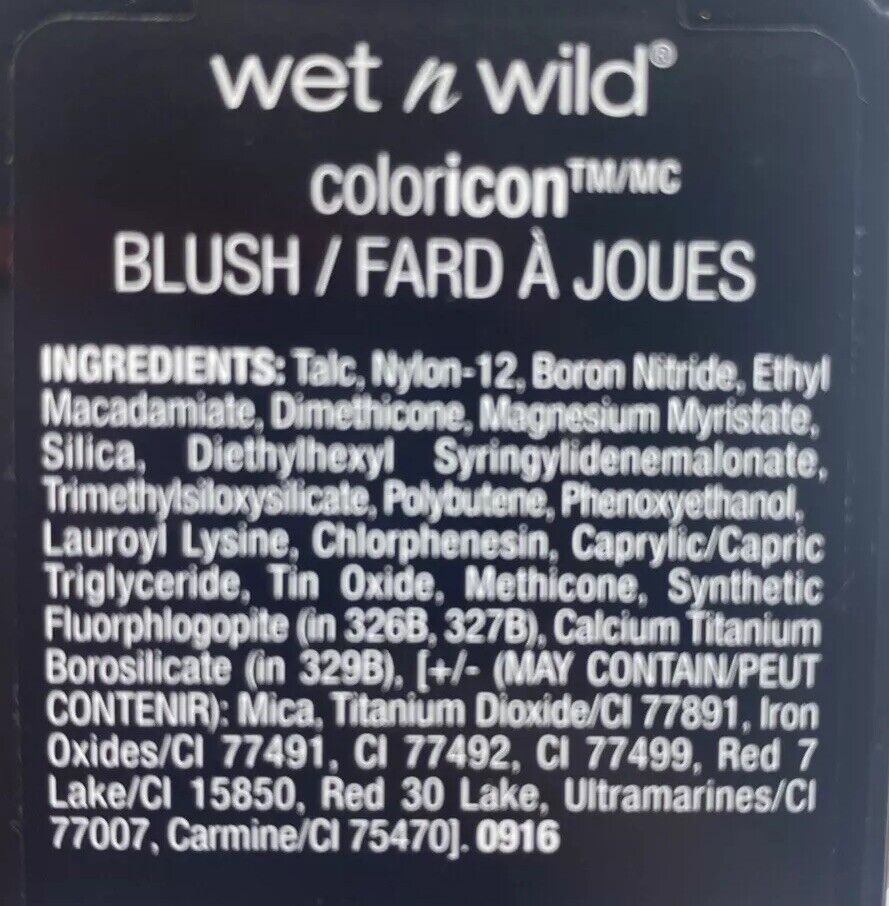 wet n wild®
coloricon™/MC
BLUSH / FARD À JOUES
INGREDIENTS: Talc, Nylon-12, Boron Nitride, Ethyl
Macadamiate, Dimethicone, Magnesium Myristate,
Silica, Diethylhexyl Syringylidenemalonate,
Trimethylsiloxysilicate, Polybutene, Phenoxyethanol,
Lauroyl Lysine, Chlorphenesin, Caprylic/Capric
Triglyceride, Tin Oxide, Methicone, Synthetic
Fluorphlogopite (in 326B, 327B), Calcium Titanium
Borosilicate (in 329B), [+/- (MAY CONTAIN/PEUT
CONTENIR): Mica, Titanium Dioxide/CI 77891, Iron
Oxides/CI 77491, CI 77492, CI 77499, Red 7
Lake/CI 15850, Red 30 Lake, Ultramarines/CI
77007, Carmine/CI 75470]. 0916